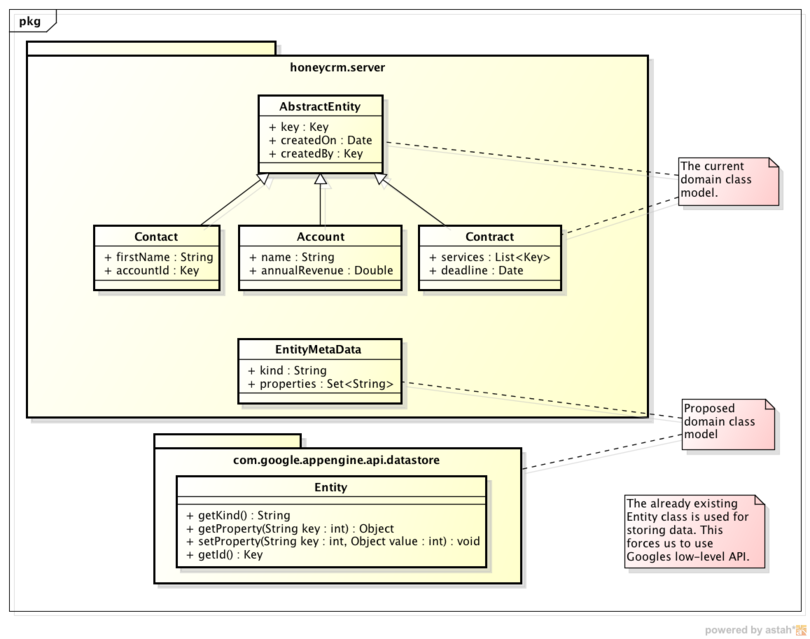 pkg
honeycrm.server
AbstractEntity
+ key : Key
+ createdOn : Date
+ createdBy : Key
The current
domain class
model.
Contact
+ firstName : String
+ accountId : Key
Account
+ name : String
+ annualRevenue : Double
Contract
+ services : List<Key>
+ deadline : Date
EntityMetaData
+ kind : String
+ properties : Set<String>
Proposed
domain class
model
com.google.appengine.api.datastore
Entity
+ getKind() : String
+ getProperty(String key : int) : Object
+ setProperty(String key : int, Object value : int) : void
+ getId() : Key
The already existing
Entity class is used for
storing data. This
forces us to use
Googles low-level API.
powered by astah*